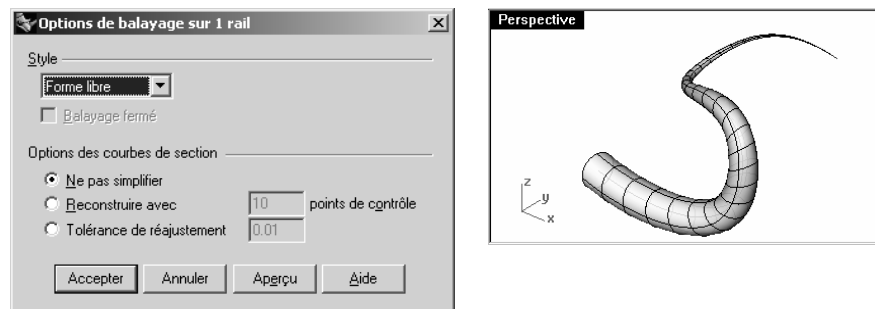 Options de balayage sur 1 rail
Style
Forme libre
Balayage fermé
Options des courbes de section
Ne pas simplifier
Reconstruire avec 10 points de contrôle
Tolérance de réajustement 0.01
Accepter Annuler Aperçu Aide
Perspective
z
y
x